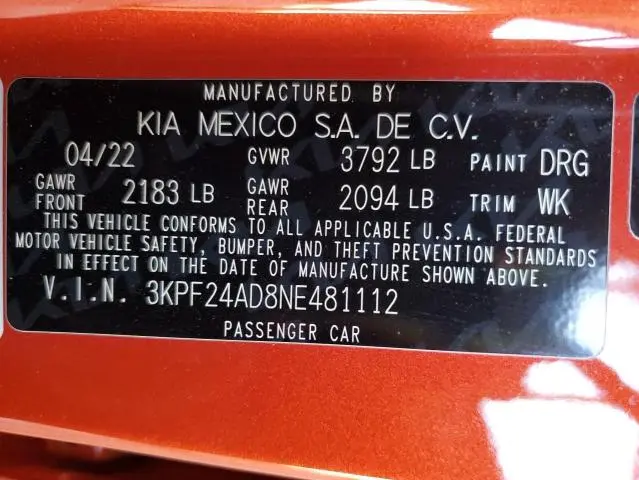 MANUFACTURED BY
KIA MEXICO S.A. DE C.V.
04/22 GVWR 3792 LB PAINT DRG
GAWR FRONT 2183 LB GAWR REAR 2094 LB TRIM WK
THIS VEHICLE CONFORMS TO ALL APPLICABLE U.S.A. FEDERAL
MOTOR VEHICLE SAFETY, BUMPER, AND THEFT PREVENTION STANDARDS
IN EFFECT ON THE DATE OF MANUFACTURE SHOWN ABOVE.
V.I.N. 3KPF24AD8NE481112
PASSENGER CAR